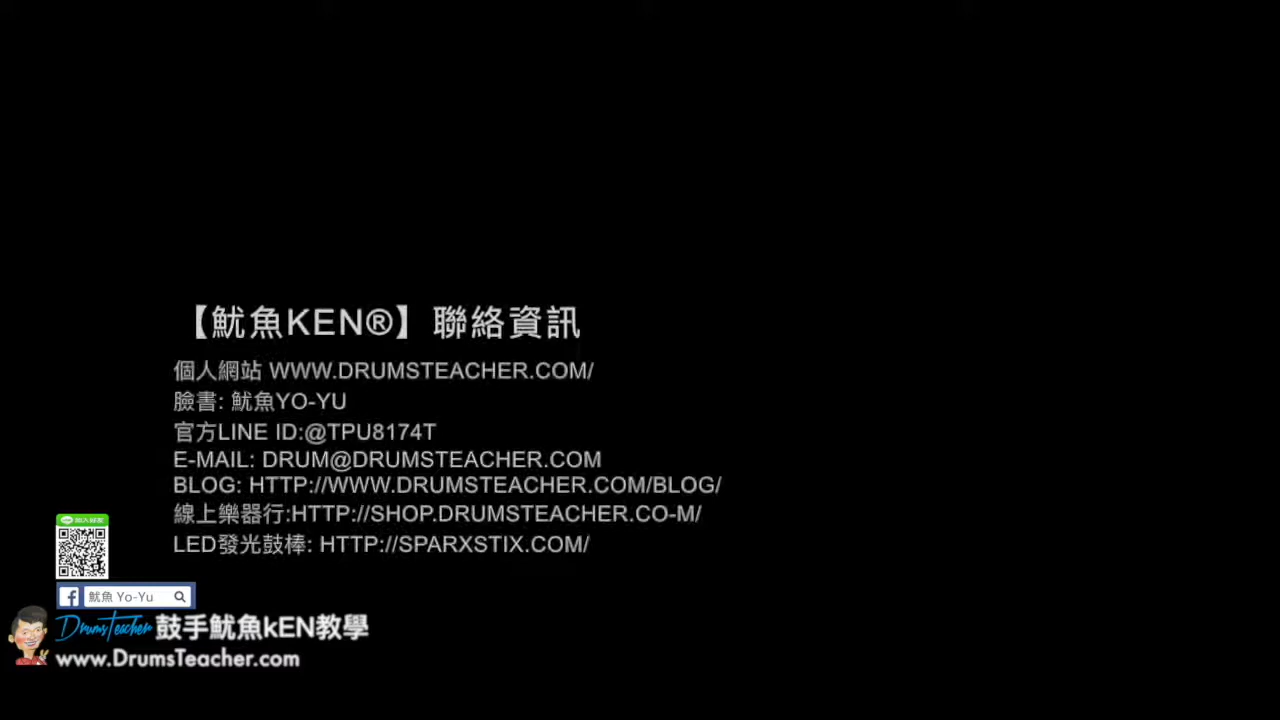 【魷魚KEN®】聯絡資訊
個人網站 WWW.DRUMSTEACHER.COM/
臉書: 魷魚YO-YU
官方LINE ID:@TPU8174T
E-MAIL: DRUM@DRUMSTEACHER.COM
BLOG: HTTP://WWW.DRUMSTEACHER.COM/BLOG/
線上樂器行:HTTP://SHOP.DRUMSTEACHER.CO-M/
LED發光鼓棒: HTTP://SPARXSTIX.COM/
加入好友
魷魚 Yo-Yu
DrumsTeacher 鼓手魷魚kEN教學
www.DrumsTeacher.com